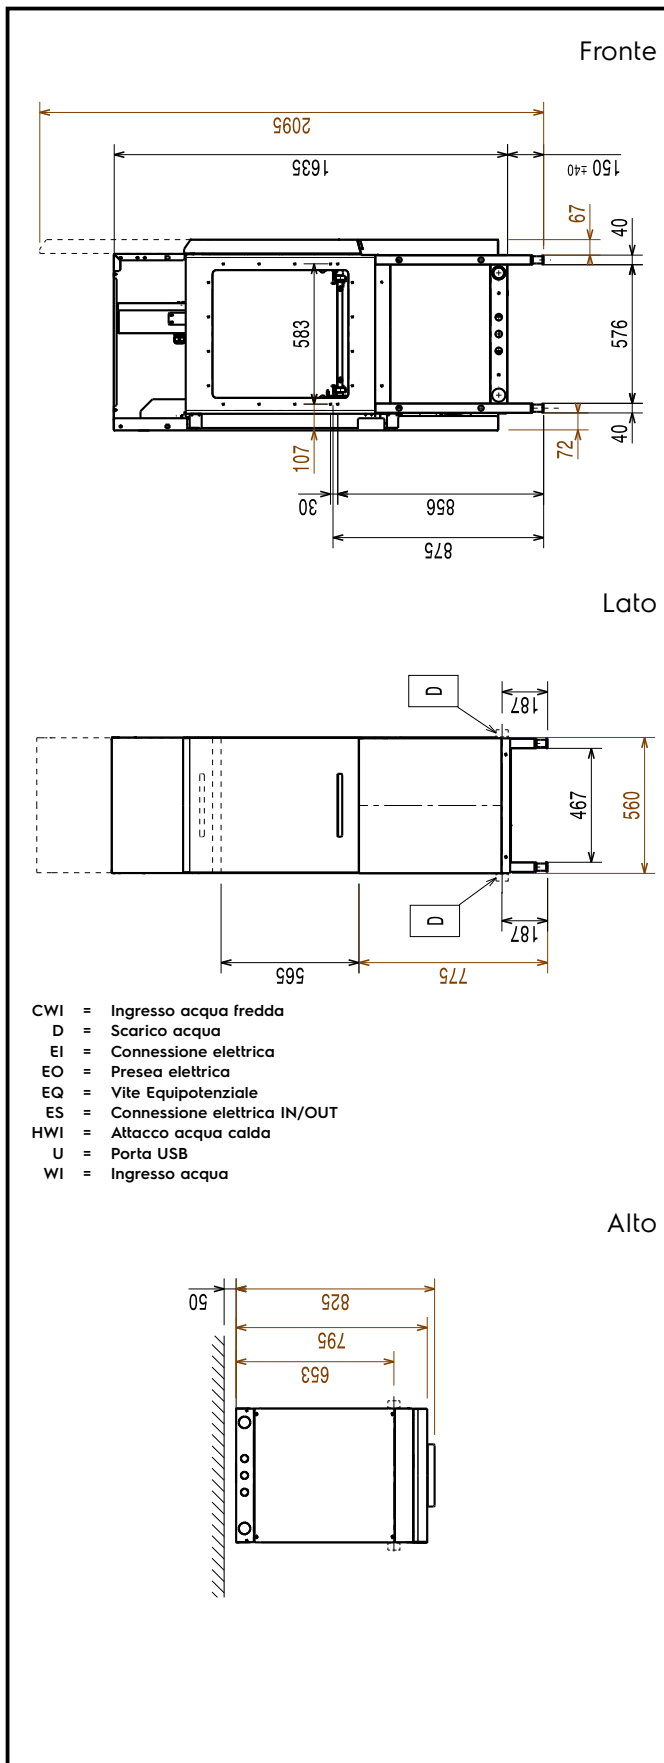 Fronte
2095
1635
150 ±40
67
40
583
576
107
72
40
30
856
875
Lato
D
187
467
560
D
187
565
775
CWI = Ingresso acqua fredda
D = Scarico acqua
EI = Connessione elettrica
EO = Presea elettrica
EQ = Vite Equipotenziale
ES = Connessione elettrica IN/OUT
HWI = Attacco acqua calda
U = Porta USB
WI = Ingresso acqua
Alto
50
825
795
653